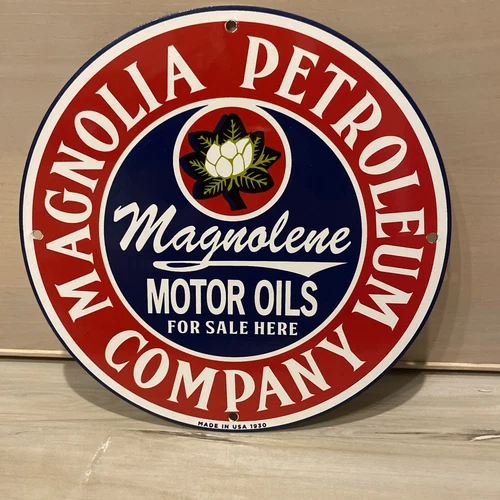 MAGNOLIA PETROLEUM
COMPANY
Magnolene
MOTOR OILS
FOR SALE HERE
MADE IN USA 1930